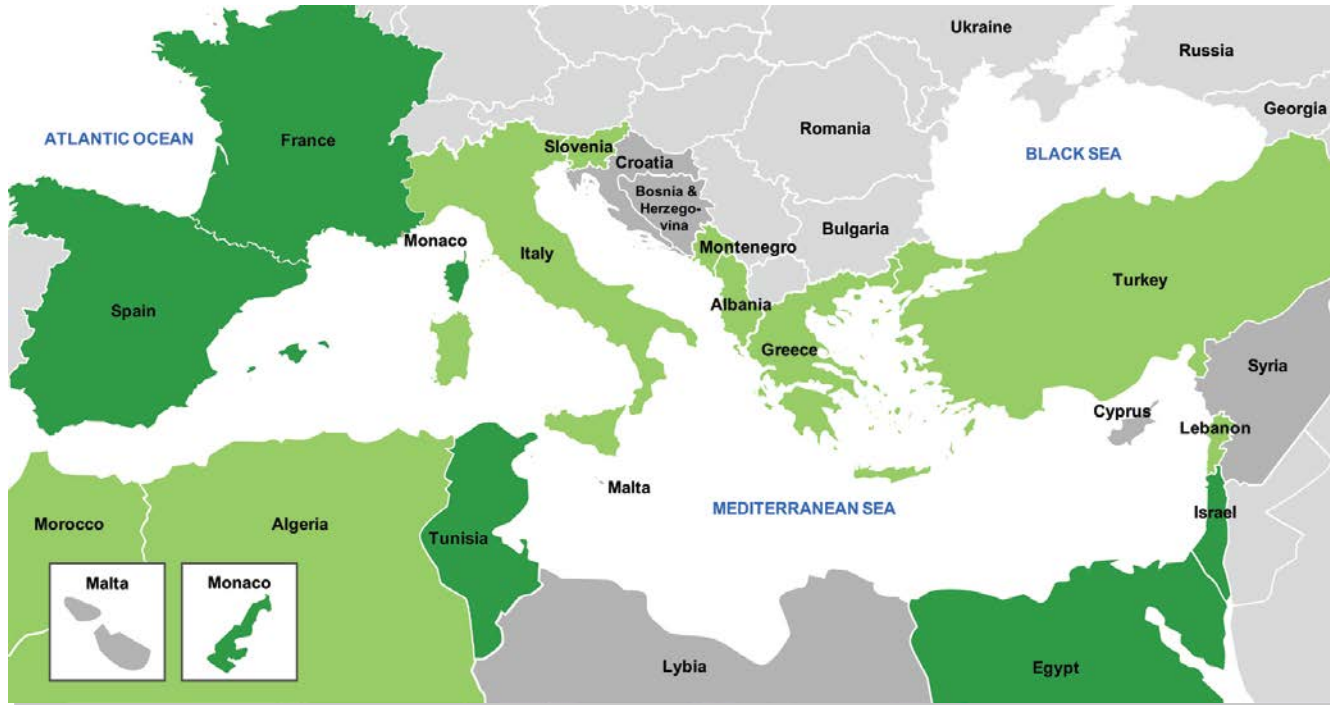 Ukraine
Russia
Georgia
ATLANTIC OCEAN
France
Romania
Slovenia
BLACK SEA
Croatia
Bosnia &
Herzego-
vina
Bulgaria
Monaco
Montenegro
Italy
Turkey
Spain
Albania
Greece
Syria
Cyprus
Lebanon
Malta
MEDITERRANEAN SEA
Israel
Morocco
Algeria
Tunisia
Malta
Monaco
Lybia
Egypt